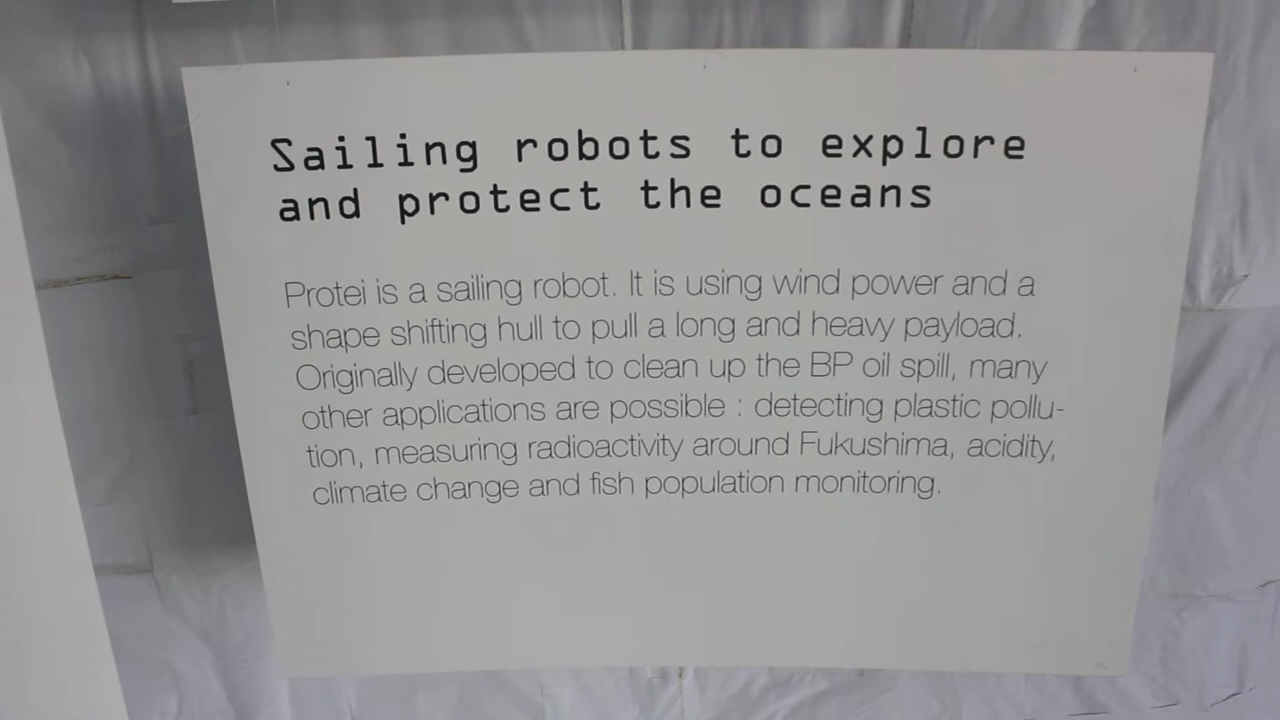 Sailing robots to explore
and protect the oceans
Protei is a sailing robot. It is using wind power and a
shape shifting hull to pull a long and heavy payload.
Originally developed to clean up the BP oil spill, many
other applications are possible : detecting plastic pollu-
tion, measuring radioactivity around Fukushima, acidity,
climate change and fish population monitoring.